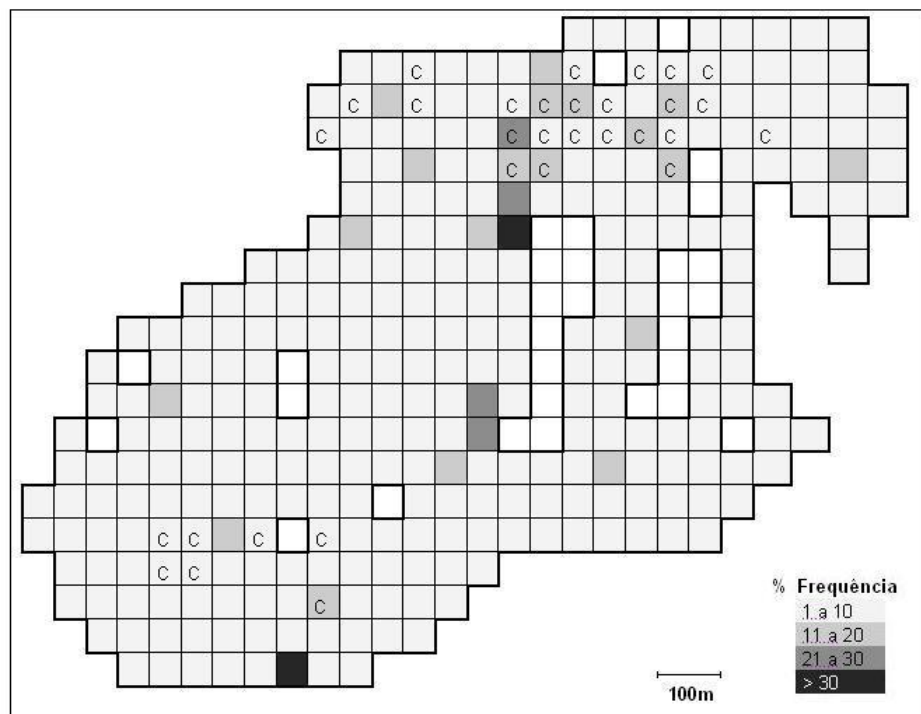 C C C C C
C C C C C C C C
C C C C C C C C
C C C
C C C C
C C
C
% Frequência
1 a 10
11 a 20
21 a 30
> 30
100m